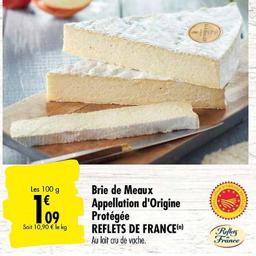 Les 100 g
1€09
Soit 10,90 € le kg
Brie de Meaux
Appellation d'Origine
Protégée
REFLETS DE FRANCE(n)
Au lait cru de vache.
Reflets
de
France